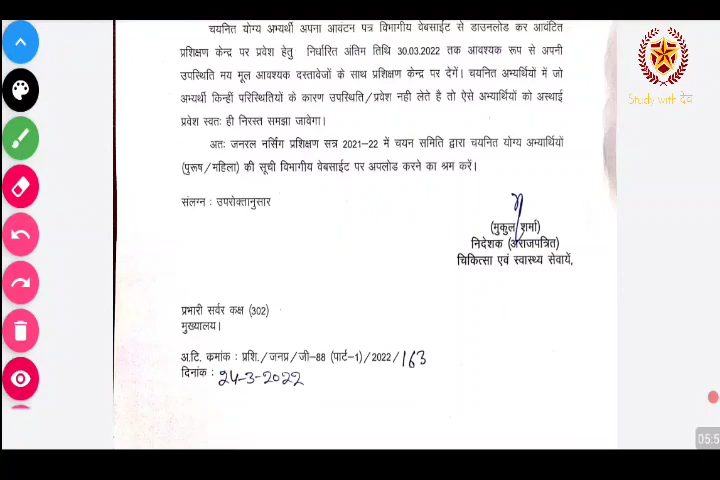 चयनित योग्य अभ्यर्थी अपना आवंटन पत्र विभागीय वेबसाईट से डाउनलोड कर आवंटित
प्रशिक्षण केन्द्र पर प्रवेश हेतु निर्धारित अंतिम तिथि 30.03.2022 तक आवश्यक रूप से अपनी
उपस्थिति मय मूल आवश्यक दस्तावेजों के साथ प्रशिक्षण केन्द्र पर देगें। चयनित अभ्यर्थियों में जो
अभ्यर्थी किन्हीं परिस्थितियों के कारण उपस्थिति/प्रवेश नही लेते है तो ऐसे अभ्यार्थियों को अस्थाई
प्रवेश स्वतः ही निरस्त समझा जावेगा।
अतः जनरल नर्सिग प्रशिक्षण सत्र 2021-22 में चयन समिति द्वारा चयनित योग्य अभ्यार्थियों
(पुरूष/महिला) की सूची विभागीय वेबसाईट पर अपलोड करने का श्रम करें।
संलग्न : उपरोक्तानुसार
(मुकुल शर्मा)
निदेशक (अराजपत्रित)
चिकित्सा एवं स्वास्थ्य सेवायें,
प्रभारी सर्वर कक्ष (302)
मुख्यालय।
अ.टि. क्रमांक : प्रशि./जनप्र/जी-88 (पार्ट-1)/2022/163
दिनांक : 24-3-2022
Study with देव
05:5